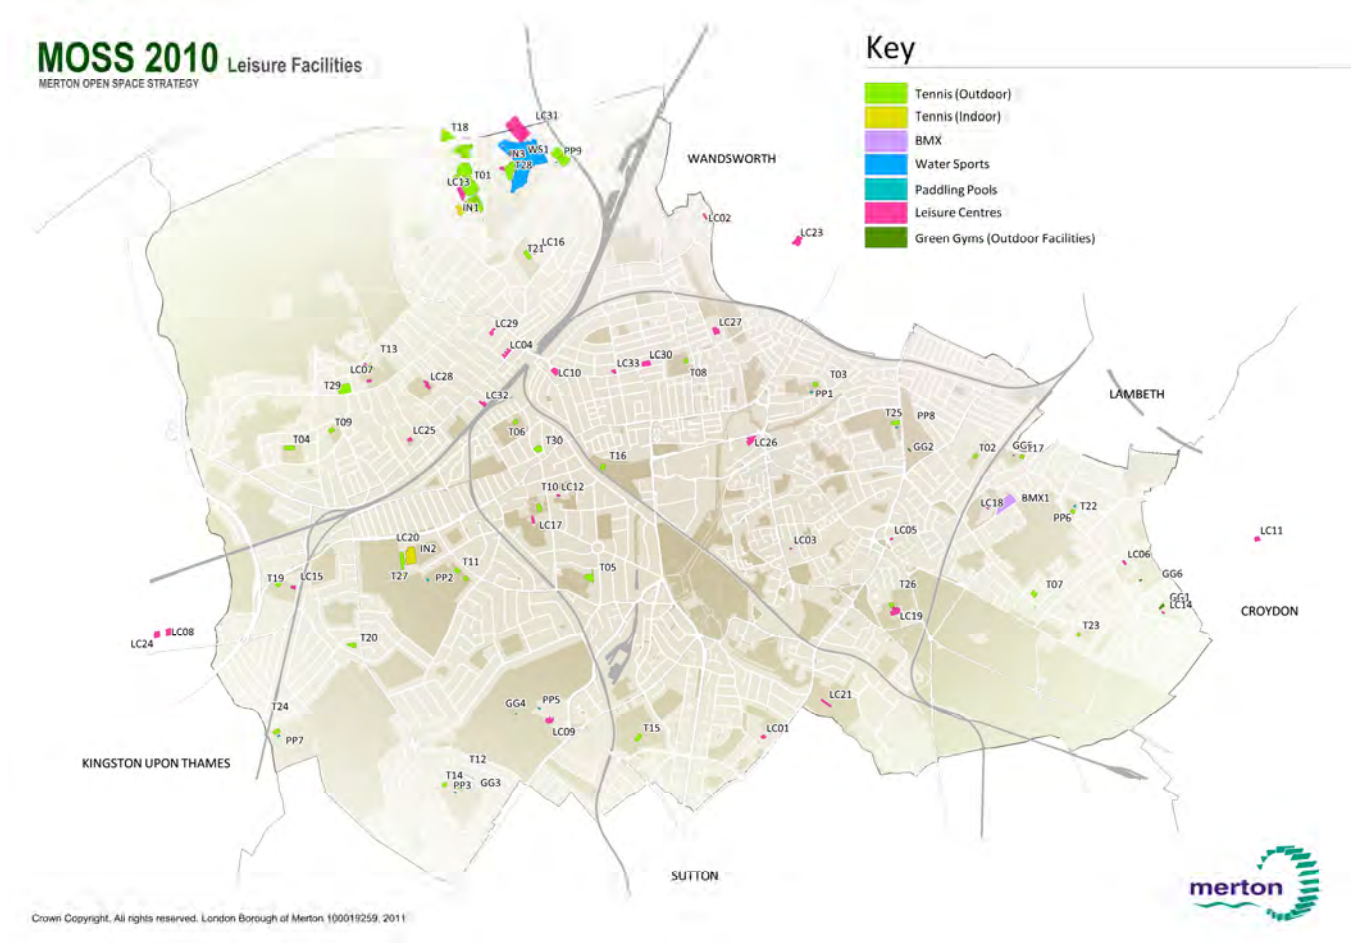 MOSS 2010 Leisure Facilities
MERTON OPEN SPACE STRATEGY
Key
Tennis (Outdoor)
Tennis (Indoor)
BMX
Water Sports
Paddling Pools
Leisure Centres
Green Gyms (Outdoor Facilities)
LC31
T18
IN3
WS1
PP9
T28
T01
LC13
IN1
WANDSWORTH
LC02
LC23
LC16
T21
LC29
LC27
LC04
T13
LC07
LC33
LC30
LC10
T08
T03
PP1
LC28
T29
LC32
LAMBETH
T25
PP8
T09
T06
LC25
T04
T30
LC26
GG2
T02
T17
T16
T10
LC12
LC18
BMX1
T22
PP6
LC17
LC05
LC11
LC20
IN2
LC03
LC06
T11
T05
T27
PP2
T19
LC15
T26
T07
GG6
GG1
LC14
LC19
CROYDON
T23
LC08
LC24
T20
GG4
PP5
LC21
T24
LC09
T15
LC01
PP7
KINGSTON UPON THAMES
T12
T14
PP3
GG3
SUTTON
merton
Crown Copyright. All rights reserved. London Borough of Merton 100019259, 2011